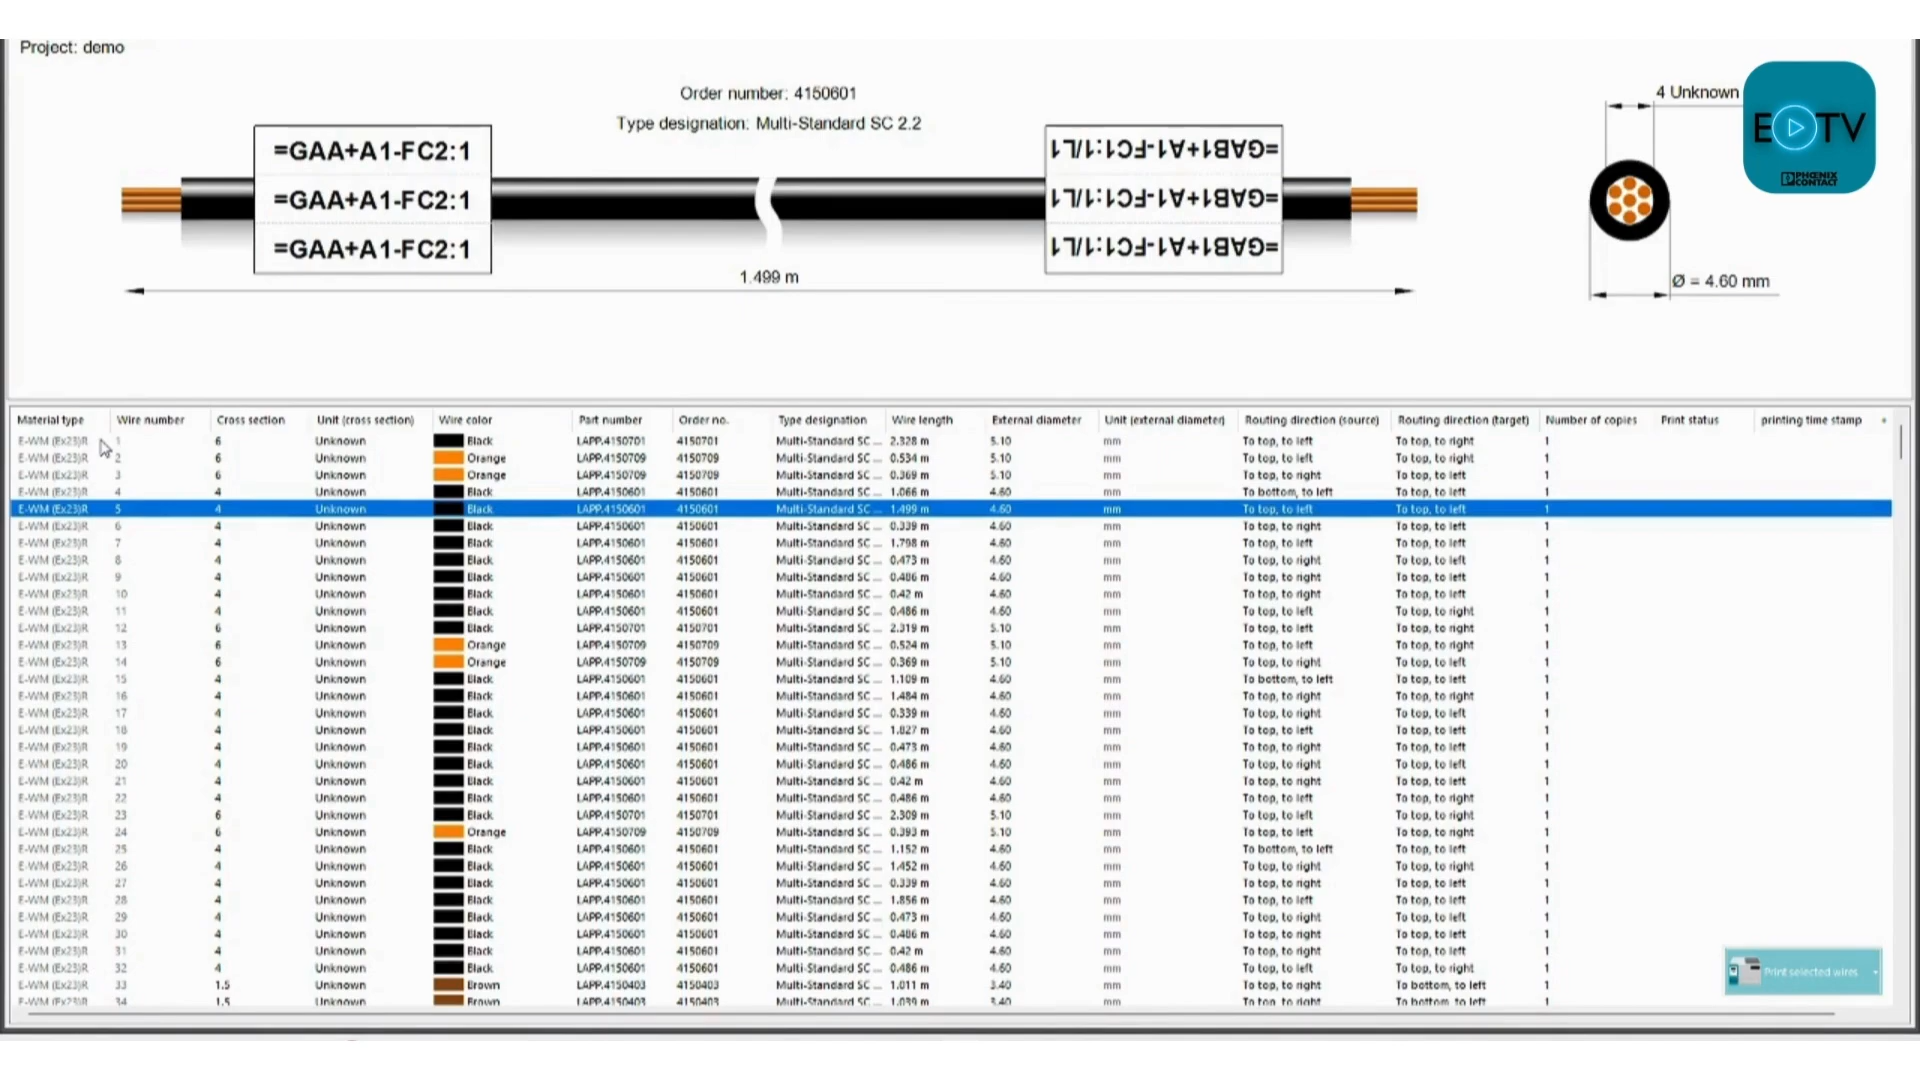 Project: demo
Order number: 4150601
Type designation: Multi-Standard SC 2.2
4 Unknown
EOTV
PHŒNIX CONTACT
=GAA+A1-FC2:1
=GAA+A1-FC2:1
=GAA+A1-FC2:1
=GAB1+A1-FC1:1/L1
=GAB1+A1-FC1:1/L1
=GAB1+A1-FC1:1/L1
1.499 m
Ø = 4.60 mm
Material type Wire number Cross section Unit (cross section) Wire color Part number Order no. Type designation Wire length External diameter Unit (external diameter) Routing direction (source) Routing direction (target) Number of copies Print status printing time stamp
E-WM (Ex23)R 1 6 Unknown Black LAPP.4150701 4150701 Multi-Standard SC ... 2.328 m 5.10 mm To top, to left To top, to right 1
E-WM (Ex23)R 2 6 Unknown Orange LAPP.4150709 4150709 Multi-Standard SC ... 0.534 m 5.10 mm To top, to left To top, to right 1
E-WM (Ex23)R 3 6 Unknown Orange LAPP.4150709 4150709 Multi-Standard SC ... 0.369 m 5.10 mm To top, to right To top, to left 1
E-WM (Ex23)R 4 4 Unknown Black LAPP.4150601 4150601 Multi-Standard SC ... 1.066 m 4.60 mm To bottom, to left To top, to left 1
E-WM (Ex23)R 5 4 Unknown Black LAPP.4150601 4150601 Multi-Standard SC ... 1.499 m 4.60 mm To top, to left To top, to left 1
E-WM (Ex23)R 6 4 Unknown Black LAPP.4150601 4150601 Multi-Standard SC ... 0.339 m 4.60 mm To top, to right To top, to left 1
E-WM (Ex23)R 7 4 Unknown Black LAPP.4150601 4150601 Multi-Standard SC ... 1.798 m 4.60 mm To top, to left To top, to left 1
E-WM (Ex23)R 8 4 Unknown Black LAPP.4150601 4150601 Multi-Standard SC ... 0.473 m 4.60 mm To top, to right To top, to left 1
E-WM (Ex23)R 9 4 Unknown Black LAPP.4150601 4150601 Multi-Standard SC ... 0.486 m 4.60 mm To top, to right To top, to left 1
E-WM (Ex23)R 10 4 Unknown Black LAPP.4150601 4150601 Multi-Standard SC ... 0.42 m 4.60 mm To top, to right To top, to left 1
E-WM (Ex23)R 11 4 Unknown Black LAPP.4150601 4150601 Multi-Standard SC ... 0.486 m 4.60 mm To top, to left To top, to right 1
E-WM (Ex23)R 12 6 Unknown Black LAPP.4150701 4150701 Multi-Standard SC ... 2.319 m 5.10 mm To top, to left To top, to right 1
E-WM (Ex23)R 13 6 Unknown Orange LAPP.4150709 4150709 Multi-Standard SC ... 0.524 m 5.10 mm To top, to left To top, to right 1
E-WM (Ex23)R 14 6 Unknown Orange LAPP.4150709 4150709 Multi-Standard SC ... 0.369 m 5.10 mm To top, to right To top, to left 1
E-WM (Ex23)R 15 4 Unknown Black LAPP.4150601 4150601 Multi-Standard SC ... 1.109 m 4.60 mm To bottom, to left To top, to left 1
E-WM (Ex23)R 16 4 Unknown Black LAPP.4150601 4150601 Multi-Standard SC ... 1.484 m 4.60 mm To top, to right To top, to right 1
E-WM (Ex23)R 17 4 Unknown Black LAPP.4150601 4150601 Multi-Standard SC ... 0.339 m 4.60 mm To top, to right To top, to left 1
E-WM (Ex23)R 18 4 Unknown Black LAPP.4150601 4150601 Multi-Standard SC ... 1.827 m 4.60 mm To top, to left To top, to left 1
E-WM (Ex23)R 19 4 Unknown Black LAPP.4150601 4150601 Multi-Standard SC ... 0.473 m 4.60 mm To top, to right To top, to left 1
E-WM (Ex23)R 20 4 Unknown Black LAPP.4150601 4150601 Multi-Standard SC ... 0.486 m 4.60 mm To top, to right To top, to left 1
E-WM (Ex23)R 21 4 Unknown Black LAPP.4150601 4150601 Multi-Standard SC ... 0.42 m 4.60 mm To top, to right To top, to left 1
E-WM (Ex23)R 22 4 Unknown Black LAPP.4150601 4150601 Multi-Standard SC ... 0.486 m 4.60 mm To top, to left To top, to right 1
E-WM (Ex23)R 23 6 Unknown Black LAPP.4150701 4150701 Multi-Standard SC ... 2.309 m 5.10 mm To top, to left To top, to right 1
E-WM (Ex23)R 24 6 Unknown Orange LAPP.4150709 4150709 Multi-Standard SC ... 0.393 m 5.10 mm To top, to left To top, to right 1
E-WM (Ex23)R 25 4 Unknown Black LAPP.4150601 4150601 Multi-Standard SC ... 1.152 m 4.60 mm To bottom, to left To top, to left 1
E-WM (Ex23)R 26 4 Unknown Black LAPP.4150601 4150601 Multi-Standard SC ... 1.452 m 4.60 mm To top, to right To top, to right 1
E-WM (Ex23)R 27 4 Unknown Black LAPP.4150601 4150601 Multi-Standard SC ... 0.339 m 4.60 mm To top, to right To top, to left 1
E-WM (Ex23)R 28 4 Unknown Black LAPP.4150601 4150601 Multi-Standard SC ... 1.856 m 4.60 mm To top, to left To top, to left 1
E-WM (Ex23)R 29 4 Unknown Black LAPP.4150601 4150601 Multi-Standard SC ... 0.473 m 4.60 mm To top, to right To top, to left 1
E-WM (Ex23)R 30 4 Unknown Black LAPP.4150601 4150601 Multi-Standard SC ... 0.486 m 4.60 mm To top, to right To top, to left 1
E-WM (Ex23)R 31 4 Unknown Black LAPP.4150601 4150601 Multi-Standard SC ... 0.42 m 4.60 mm To top, to right To top, to left 1
E-WM (Ex23)R 32 4 Unknown Black LAPP.4150601 4150601 Multi-Standard SC ... 0.486 m 4.60 mm To top, to left To top, to right 1
E-WM (Ex23)R 33 1.5 Unknown Brown LAPP.4150403 4150403 Multi-Standard SC ... 1.011 m 3.40 mm To top, to right To bottom, to left 1
E-WM (Ex23)R 34 1.5 Unknown Brown LAPP.4150403 4150403 Multi-Standard SC ... 1.039 m 3.40 mm To top, to right To bottom, to left 1
Print selected wires